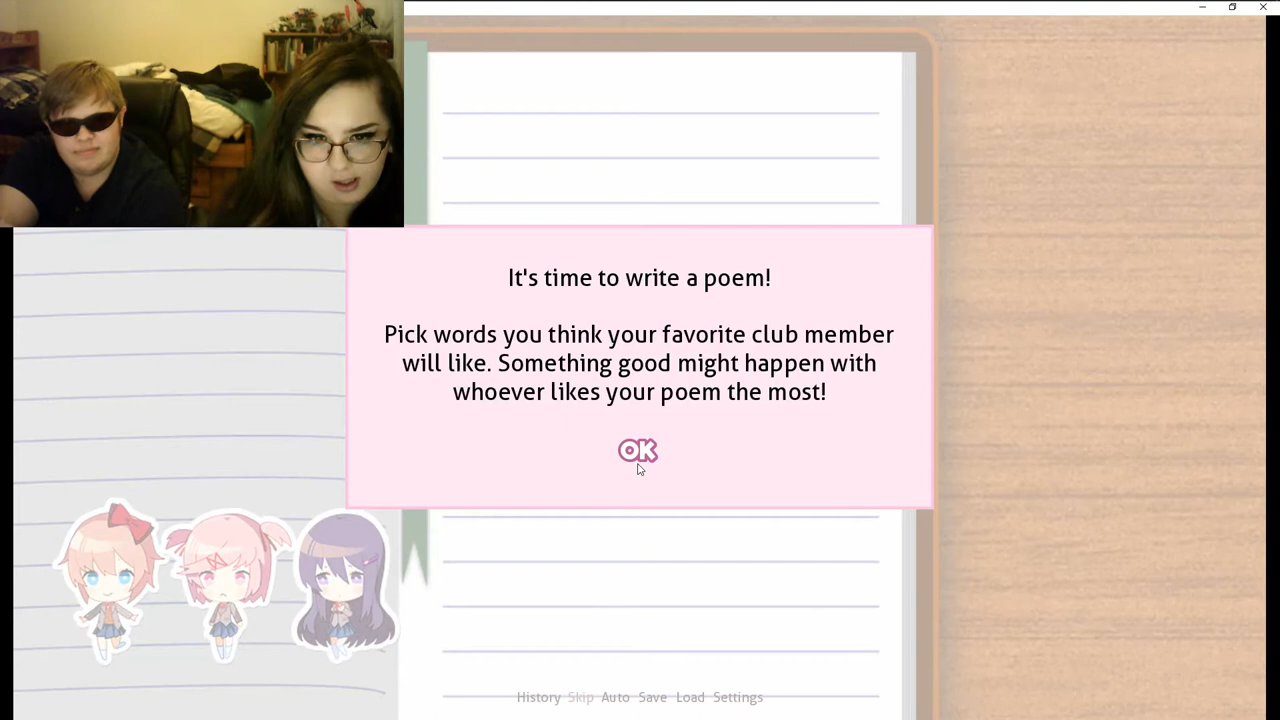 It's time to write a poem!
Pick words you think your favorite club member
will like. Something good might happen with
whoever likes your poem the most!
OK
History Skip Auto Save Load Settings